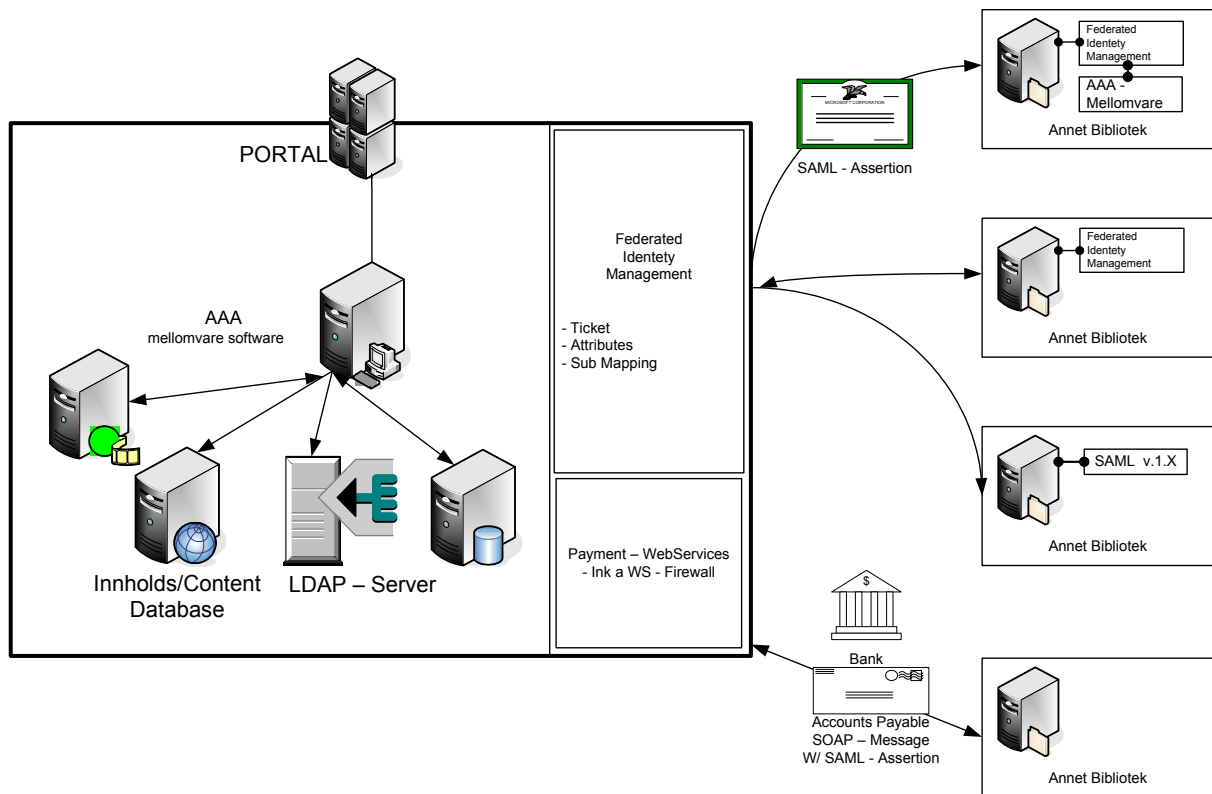 PORTAL
AAA
mellomvare software
Innholds/Content
Database
LDAP – Server
Federated
Identety
Management
- Ticket
- Attributes
- Sub Mapping
Payment – WebServices
- Ink a WS - Firewall
MICROSOFT CORPORATION
SAML - Assertion
$
Bank
Accounts Payable
SOAP – Message
W/ SAML - Assertion
Federated
Identety
Management
AAA -
Mellomvare
Annet Bibliotek
Federated
Identety
Management
Annet Bibliotek
SAML v.1.X
Annet Bibliotek
Annet Bibliotek